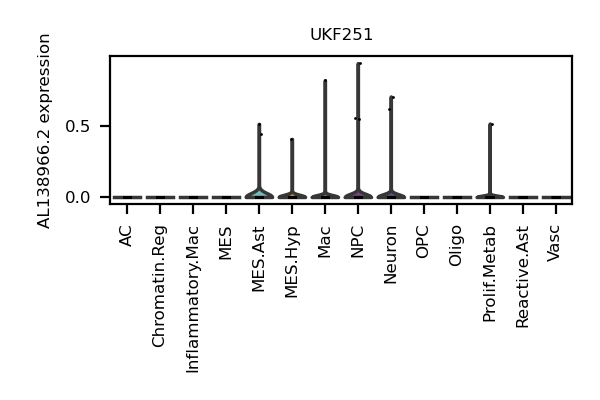 UKF251
AL138966.2 expression
0.5
0.0
AC
Chromatin.Reg
Inflammatory.Mac
MES
MES.Ast
MES.Hyp
Mac
NPC
Neuron
OPC
Oligo
Prolif.Metab
Reactive.Ast
Vasc